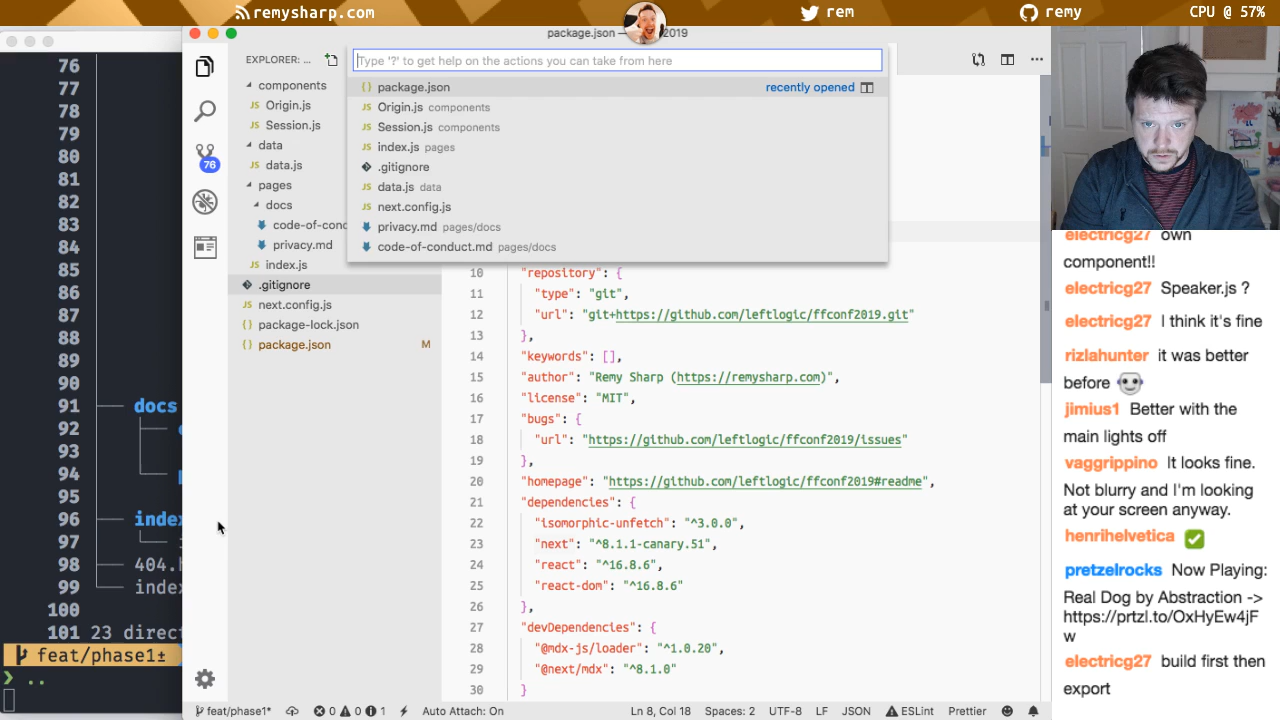 remysharp.com
rem
remy
CPU @ 57%
package.json — 2019
76
77
78
79
80
81
82
83
84
85
86
87
88
89
90
91 docs
92
93
94
95
96 index
97
98 404.h
99 index
100
101 23 direct
feat/phase1±
❯ ..
EXPLORER: ...
components
JS Origin.js
JS Session.js
data
JS data.js
pages
docs
code-of-cond
privacy.md
JS index.js
.gitignore
JS next.config.js
{} package-lock.json
{} package.json M
76
Type '?' to get help on the actions you can take from here
{} package.json recently opened
JS Origin.js components
JS Session.js components
JS index.js pages
.gitignore
JS data.js data
JS next.config.js
privacy.md pages/docs
code-of-conduct.md pages/docs
10 "repository": {
11 "type": "git",
12 "url": "git+https://github.com/leftlogic/ffconf2019.git"
13 },
14 "keywords": [],
15 "author": "Remy Sharp (https://remysharp.com)",
16 "license": "MIT",
17 "bugs": {
18 "url": "https://github.com/leftlogic/ffconf2019/issues"
19 },
20 "homepage": "https://github.com/leftlogic/ffconf2019#readme",
21 "dependencies": {
22 "isomorphic-unfetch": "^3.0.0",
23 "next": "^8.1.1-canary.51",
24 "react": "^16.8.6",
25 "react-dom": "^16.8.6"
26 },
27 "devDependencies": {
28 "@mdx-js/loader": "^1.0.20",
29 "@next/mdx": "^8.1.0"
30 }
feat/phase1* 0 0 1 Auto Attach: On Ln 8, Col 18 Spaces: 2 UTF-8 LF JSON ESLint Prettier
electricg27 own
component!!
electricg27 Speaker.js ?
electricg27 I think it's fine
rizlahunter it was better
before
jimius1 Better with the
main lights off
vaggrippino It looks fine.
Not blurry and I'm looking
at your screen anyway.
henrihelvetica
pretzelrocks Now Playing:
Real Dog by Abstraction ->
https://prtzl.to/OxHyEw4jF
w
electricg27 build first then
export